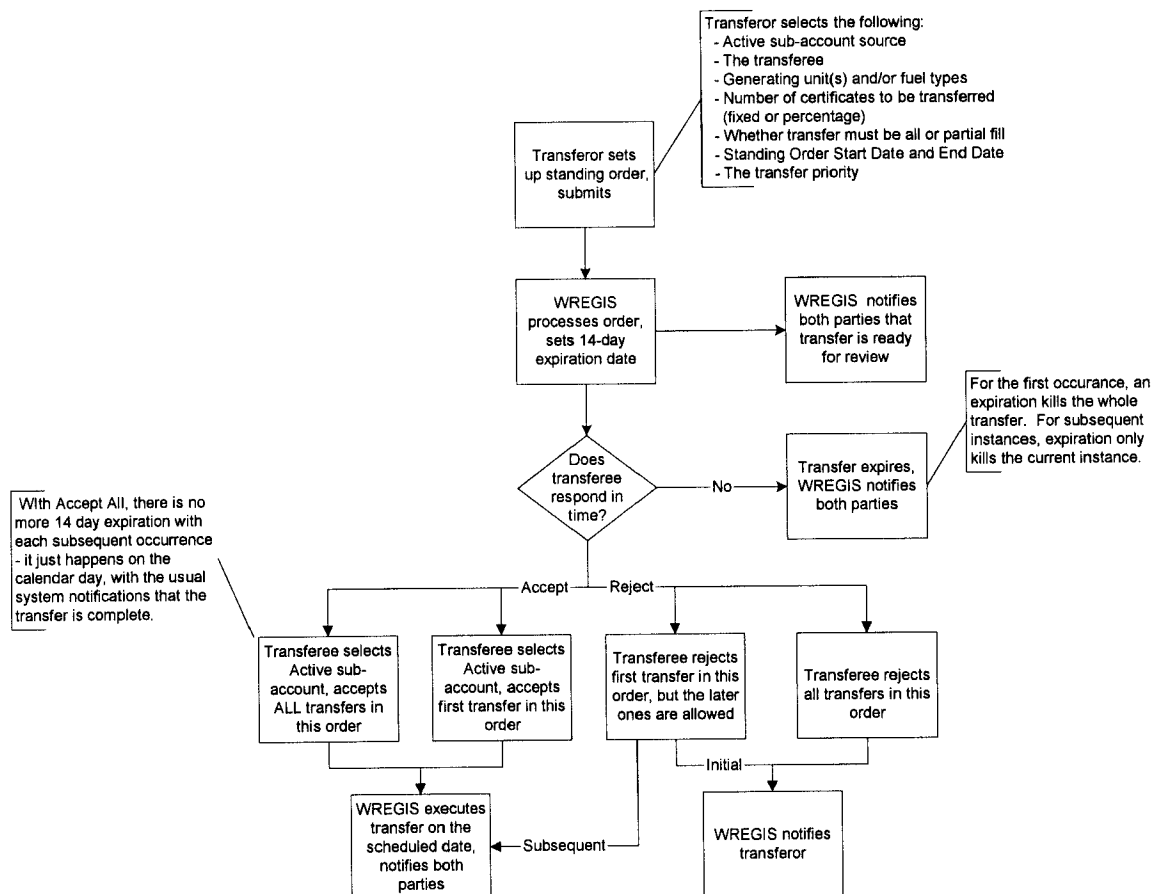 Transferor selects the following:
- Active sub-account source
- The transferee
- Generating unit(s) and/or fuel types
- Number of certificates to be transferred
(fixed or percentage)
- Whether transfer must be all or partial fill
- Standing Order Start Date and End Date
- The transfer priority
Transferor sets
up standing order,
submits
WREGIS
processes order,
sets 14-day
expiration date
WREGIS notifies
both parties that
transfer is ready
for review
For the first occurance, an
expiration kills the whole
transfer. For subsequent
instances, expiration only
kills the current instance.
Does
transferee
respond in
time?
No
Transfer expires,
WREGIS notifies
both parties
WIth Accept All, there is no
more 14 day expiration with
each subsequent occurrence
- it just happens on the
calendar day, with the usual
system notifications that the
transfer is complete.
Accept
Reject
Transferee selects
Active sub-
account, accepts
ALL transfers in
this order
Transferee selects
Active sub-
account, accepts
first transfer in this
order
Transferee rejects
first transfer in this
order, but the later
ones are allowed
Transferee rejects
all transfers in this
order
Initial
WREGIS executes
transfer on the
scheduled date,
notifies both
parties
Subsequent
WREGIS notifies
transferor